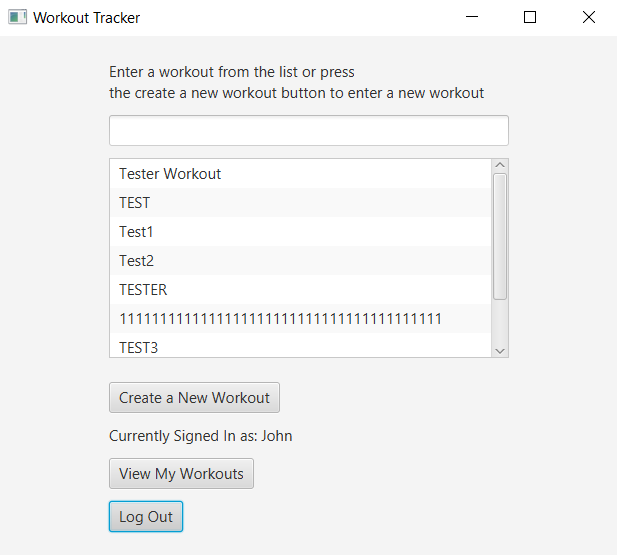 Workout Tracker
Enter a workout from the list or press
the create a new workout button to enter a new workout
Tester Workout
TEST
Test1
Test2
TESTER
1111111111111111111111111111111111111111
TEST3
Create a New Workout
Currently Signed In as: John
View My Workouts
Log Out